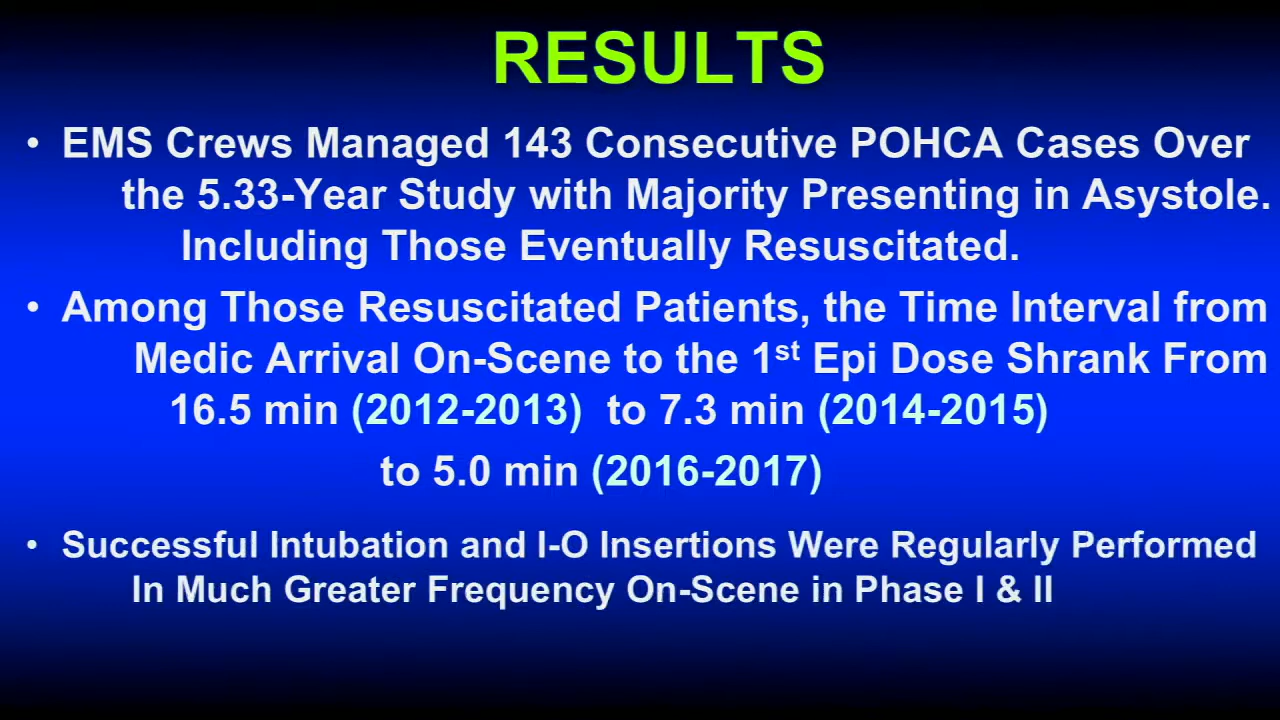 RESULTS
• EMS Crews Managed 143 Consecutive POHCA Cases Over
the 5.33-Year Study with Majority Presenting in Asystole.
Including Those Eventually Resuscitated.
• Among Those Resuscitated Patients, the Time Interval from
Medic Arrival On-Scene to the 1st Epi Dose Shrank From
16.5 min (2012-2013) to 7.3 min (2014-2015)
to 5.0 min (2016-2017)
• Successful Intubation and I-O Insertions Were Regularly Performed
In Much Greater Frequency On-Scene in Phase I & II